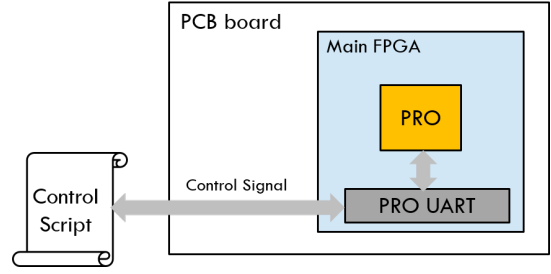 PCB board
Main FPGA
PRO
Control Signal
Control
Script
PRO UART